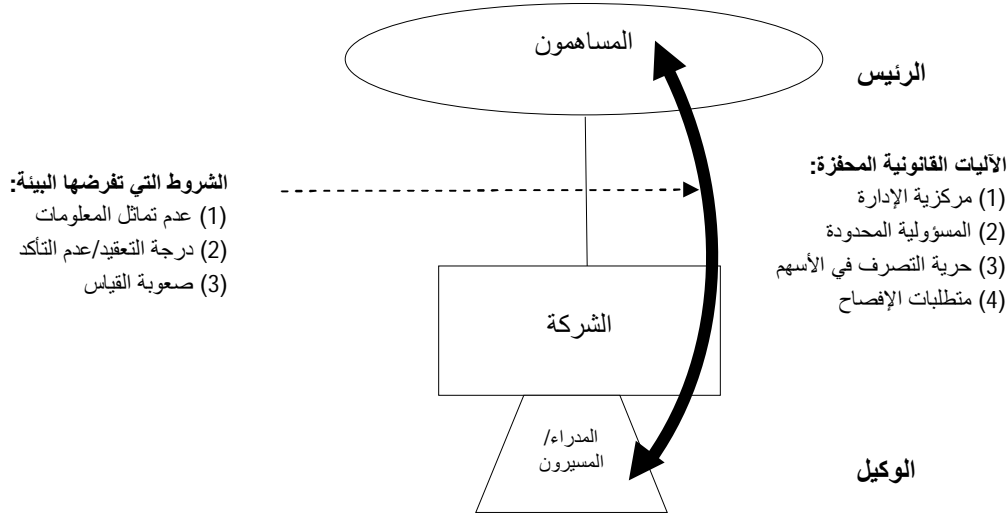 المساهمون
الرئيس
الآليات القانونية المحفزة:
(1) مركزية الإدارة
(2) المسؤولية المحدودة
(3) حرية التصرف في الأسهم
(4) متطلبات الإفصاح
الشروط التي تفرضها البيئة:
(1) عدم تماثل المعلومات
(2) درجة التعقيد/عدم التأكد
(3) صعوبة القياس
الشركة
المدراء/
المسيرون
الوكيل